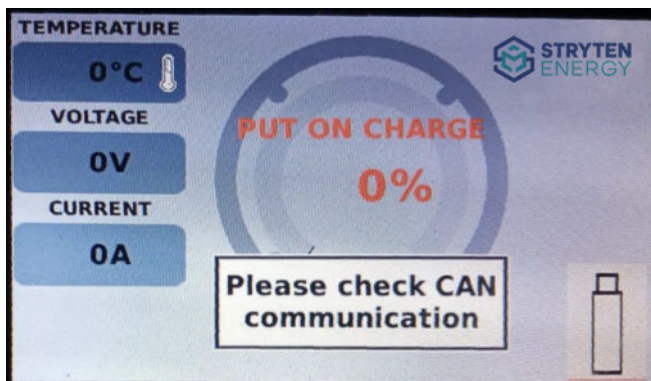 TEMPERATURE
0°C
VOLTAGE
0V
CURRENT
0A
STRYTEN
ENERGY
PUT ON CHARGE
0%
Please check CAN
communication